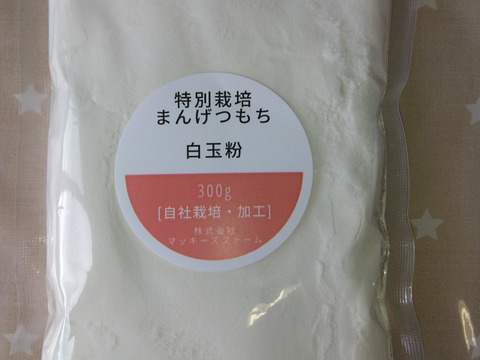 特別栽培
まんげつもち
白玉粉
300g
[自社栽培・加工]
株式会社
マッキーズファーム